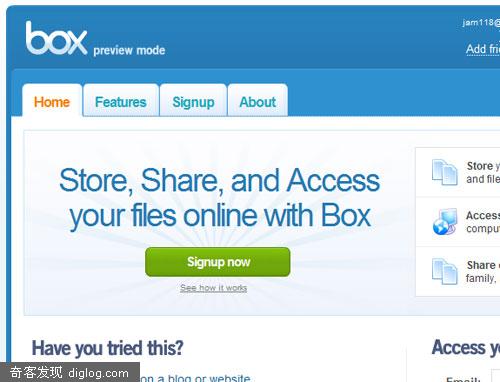 box preview mode
jam118@
Add fri
Home Features Signup About
Store, Share, and Access
your files online with Box
Signup now
See how it works
Store y
and file
Access
comput
Share
family,
Have you tried this?
Access yo
on a blog or website
Email:
奇客发现 diglog.com